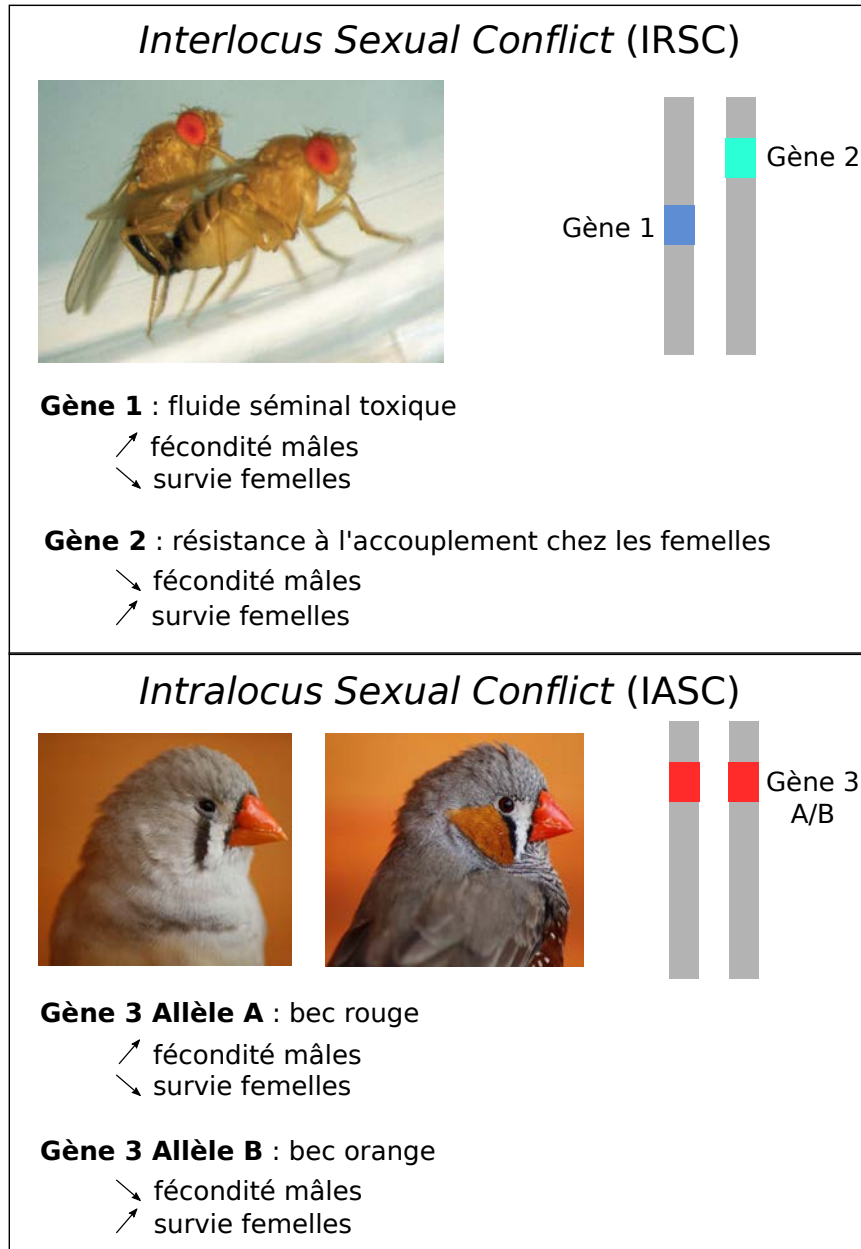 Interlocus Sexual Conflict (IRSC)
Gène 2
Gène 1
Gène 1 : fluide séminal toxique
fécondité mâles
survie femelles
Gène 2 : résistance à l'accouplement chez les femelles
fécondité mâles
survie femelles
Intralocus Sexual Conflict (IASC)
Gène 3
A/B
Gène 3 Allèle A : bec rouge
fécondité mâles
survie femelles
Gène 3 Allèle B : bec orange
fécondité mâles
survie femelles